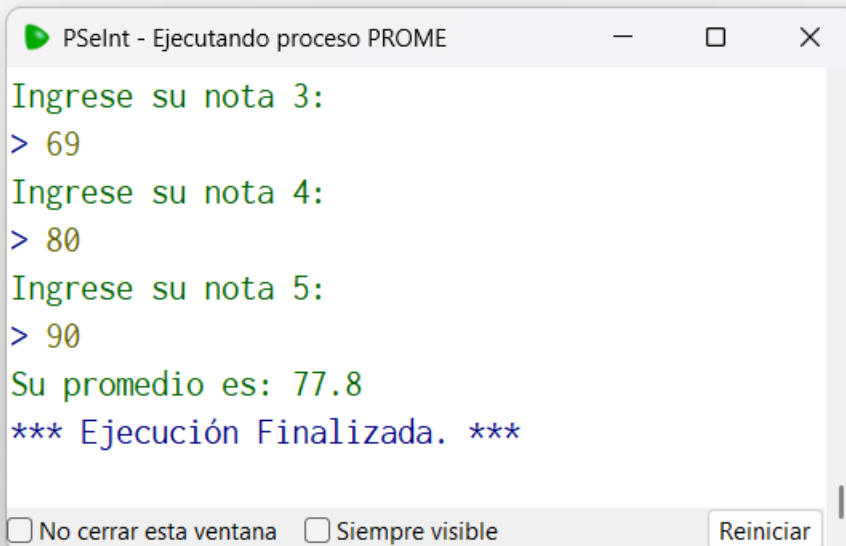 PSeInt - Ejecutando proceso PROME
Ingrese su nota 3:
> 69
Ingrese su nota 4:
> 80
Ingrese su nota 5:
> 90
Su promedio es: 77.8
*** Ejecución Finalizada. ***
No cerrar esta ventana Siempre visible Reiniciar